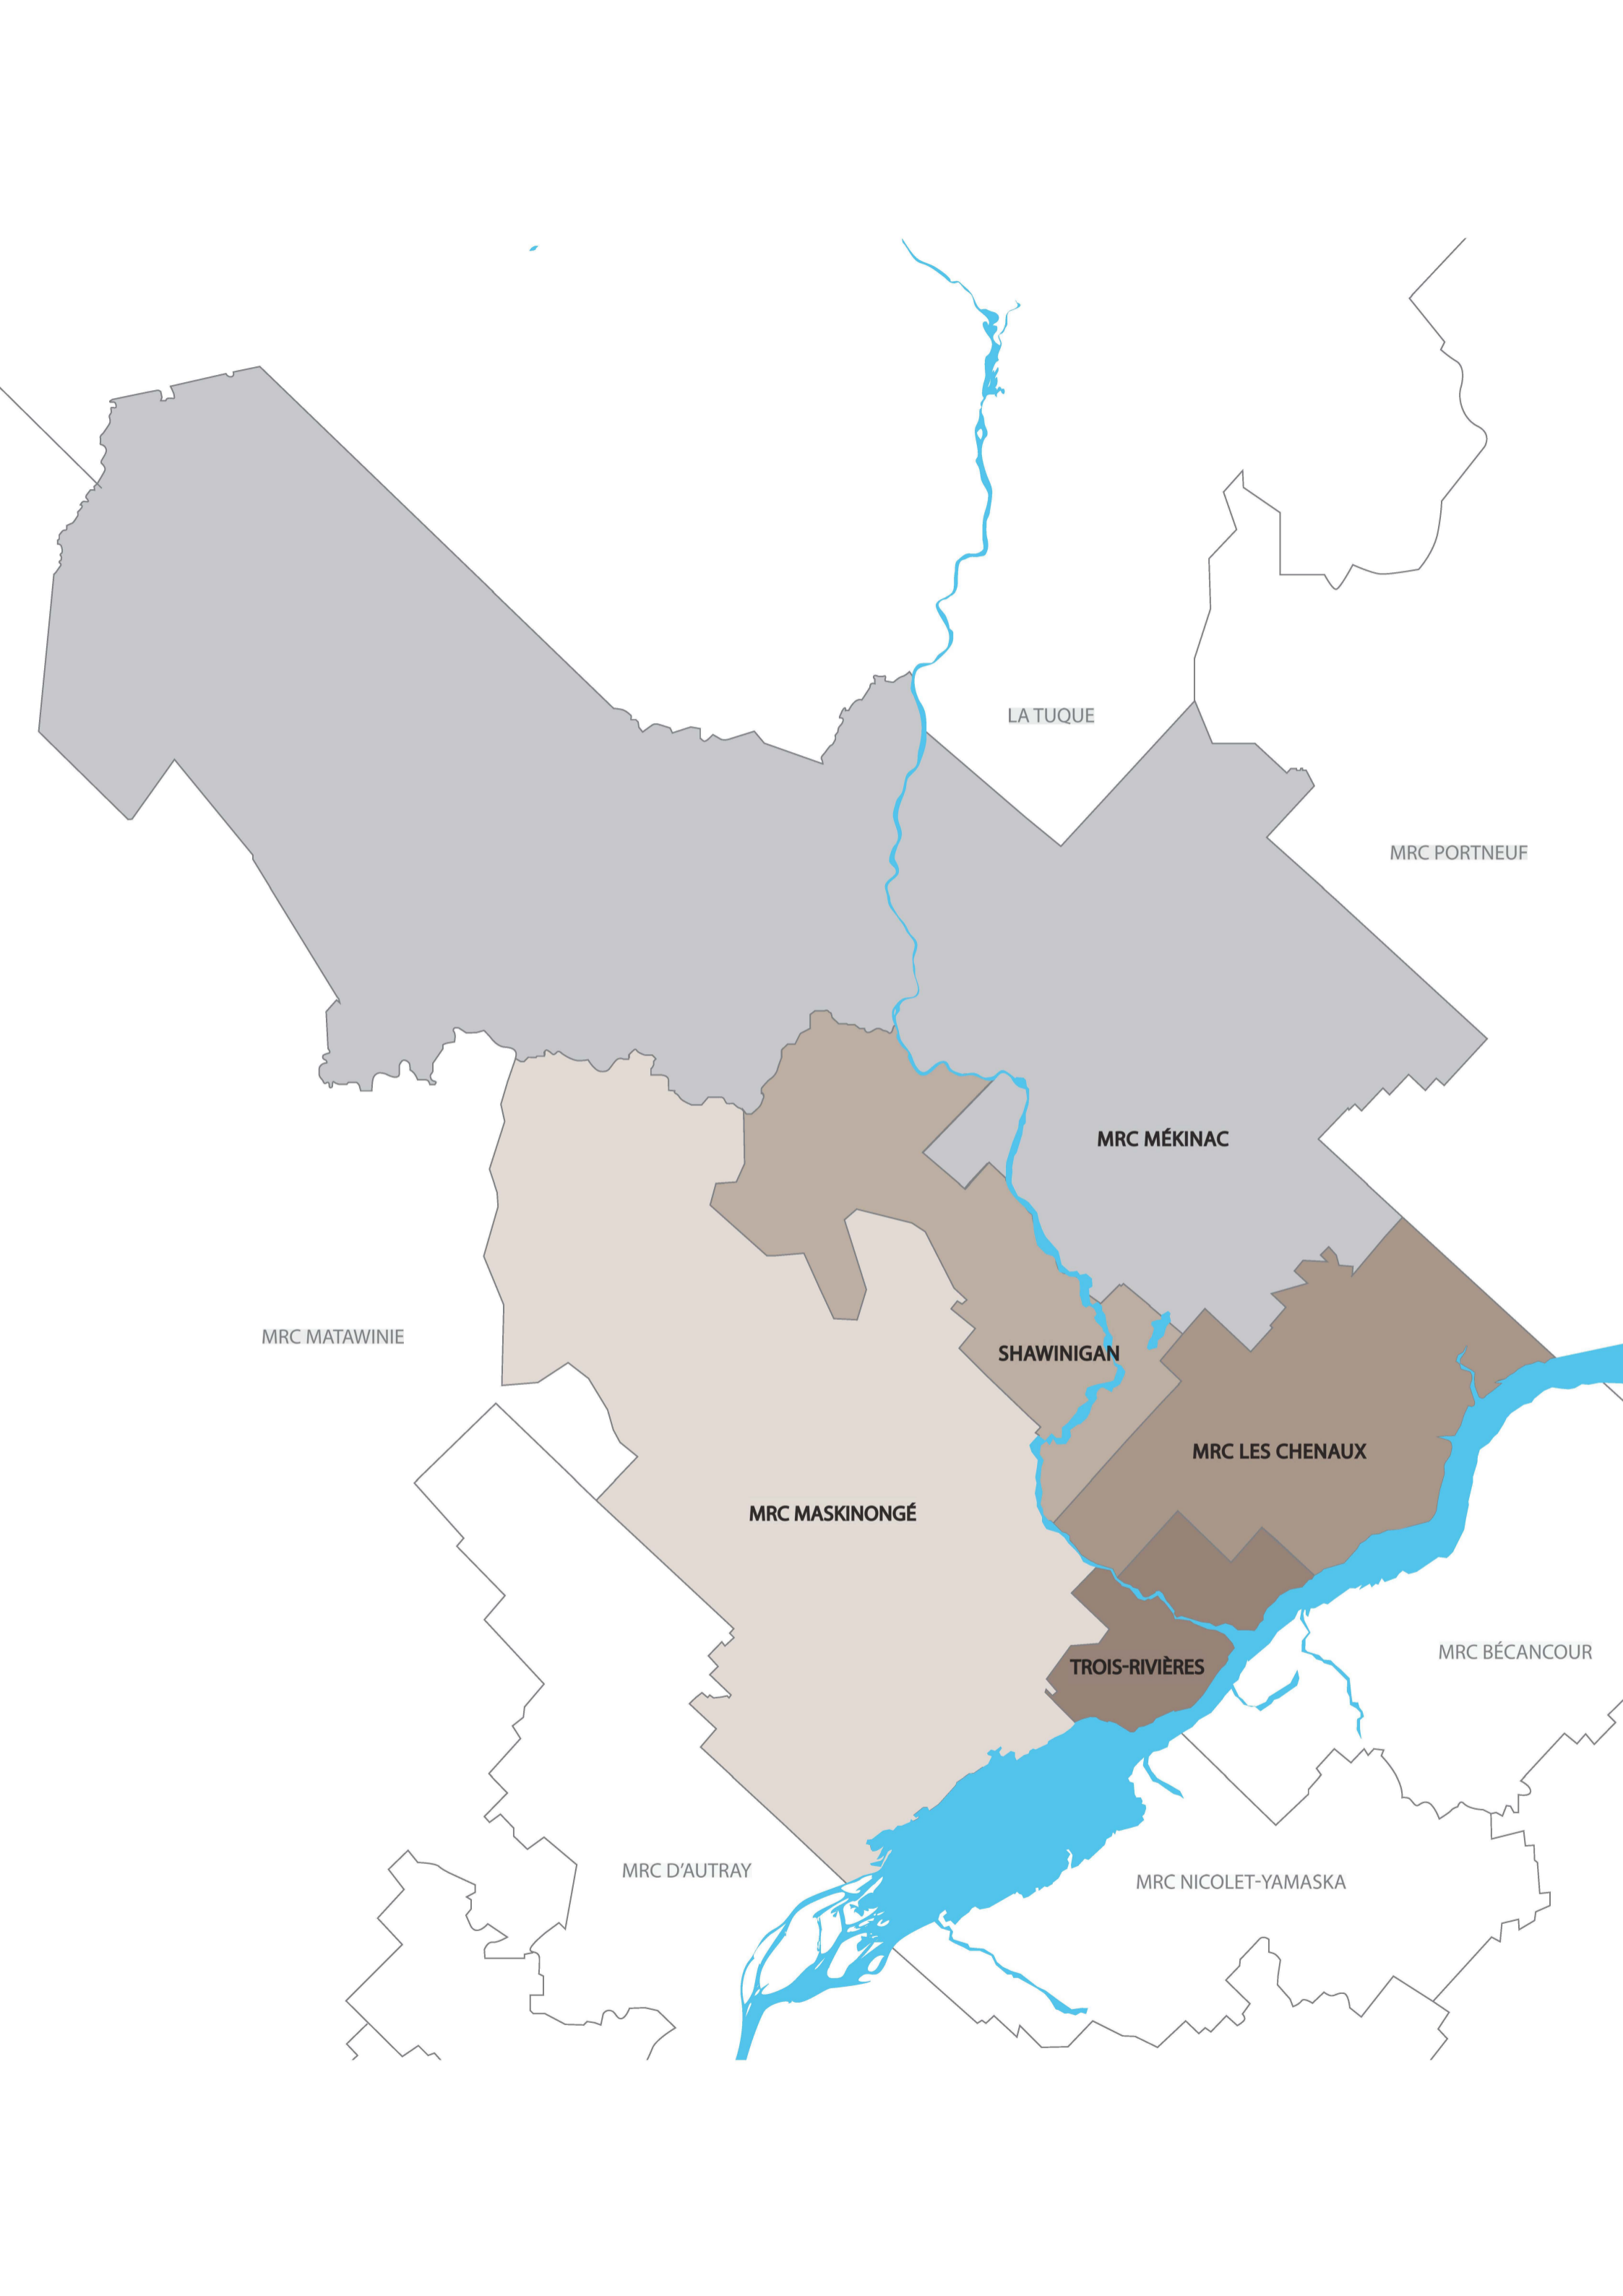 LA TUQUE
MRC PORTNEUF
MRC MÉKINAC
MRC MATAWINIE
SHAWINIGAN
MRC LES CHENAUX
MRC MASKINONGÉ
MRC BÉCANCOUR
TROIS-RIVIÈRES
MRC D'AUTRAY
MRC NICOLET-YAMASKA